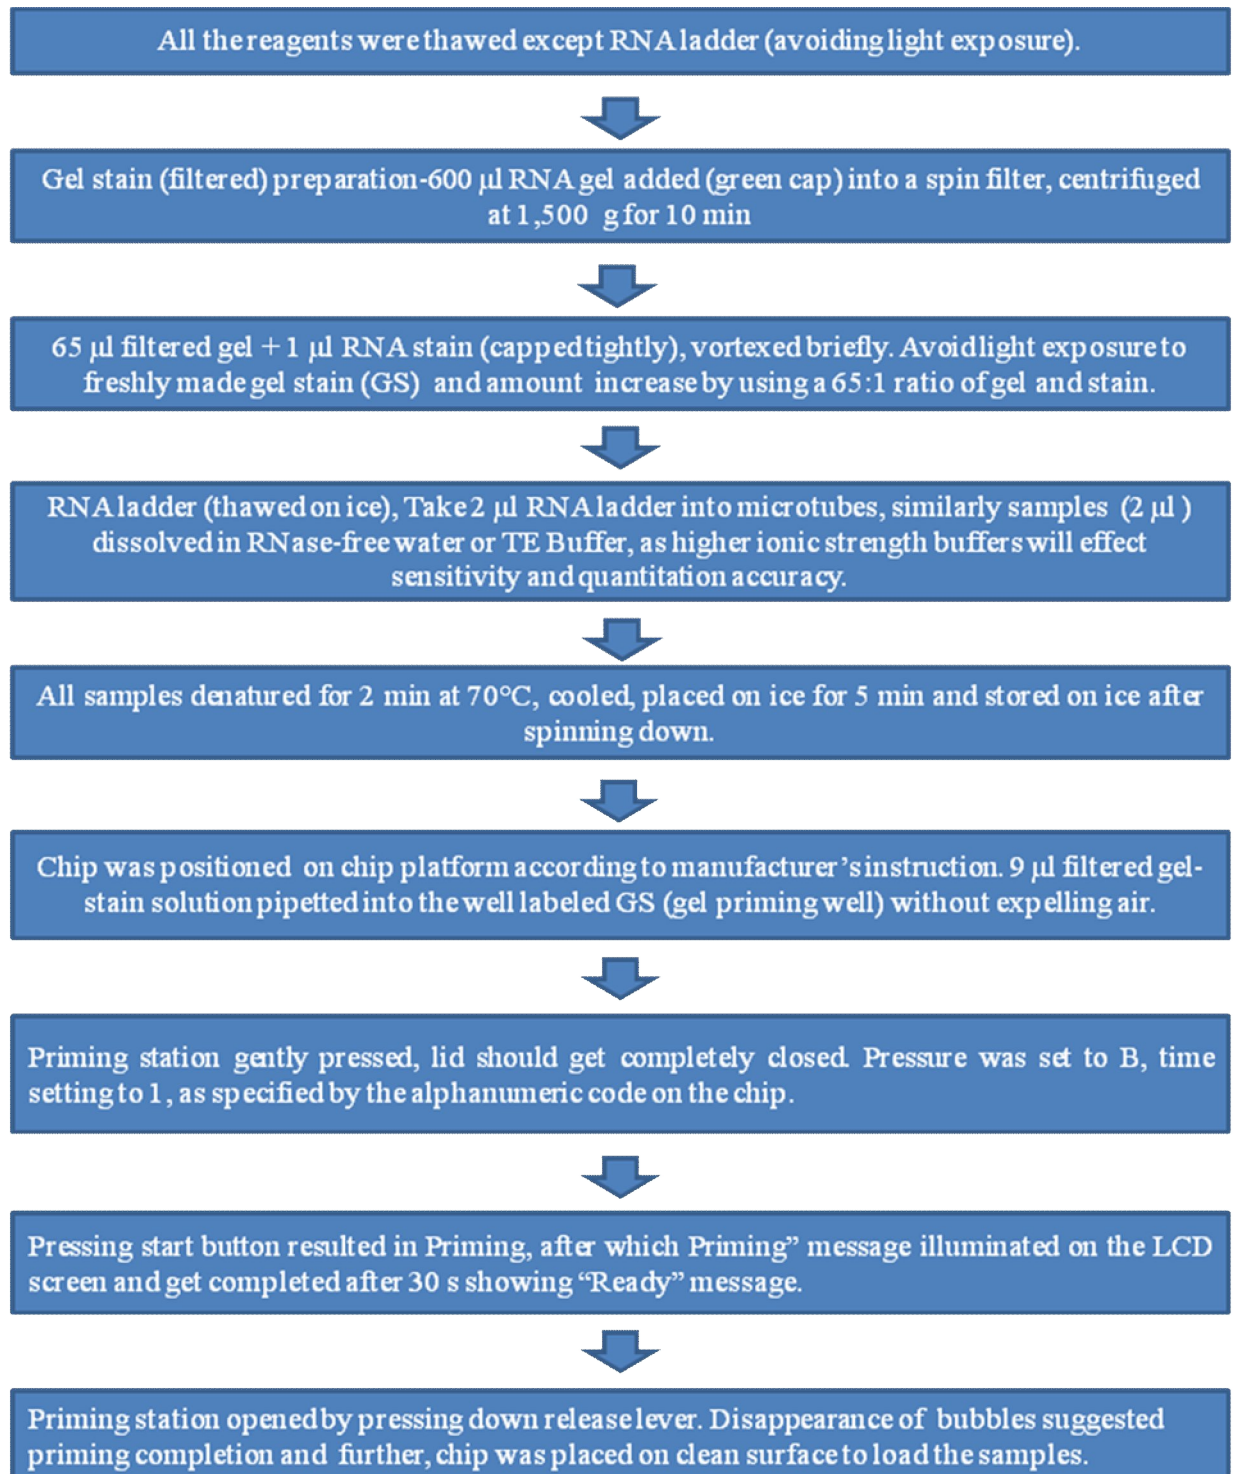 All the reagents were thawed except RNA ladder (avoiding light exposure).
Gel stain (filtered) preparation-600 µl RNA gel added (green cap) into a spin filter, centrifuged
at 1,500 g for 10 min
65 µl filtered gel + 1 µl RNA stain (capped tightly), vortexed briefly. Avoid light exposure to
freshly made gel stain (GS) and amount increase by using a 65:1 ratio of gel and stain.
RNA ladder (thawed on ice), Take 2 µl RNA ladder into microtubes, similarly samples (2 µl )
dissolved in RNase-free water or TE Buffer, as higher ionic strength buffers will effect
sensitivity and quantitation accuracy.
All samples denatured for 2 min at 70°C, cooled, placed on ice for 5 min and stored on ice after
spinning down.
Chip was positioned on chip platform according to manufacturer's instruction. 9 µl filtered gel-
stain solution pipetted into the well labeled GS (gel priming well) without expelling air.
Priming station gently pressed, lid should get completely closed. Pressure was set to B, time
setting to 1, as specified by the alphanumeric code on the chip.
Pressing start button resulted in Priming, after which Priming” message illuminated on the LCD
screen and get completed after 30 s showing “Ready” message.
Priming station opened by pressing down release lever. Disappearance of bubbles suggested
priming completion and further, chip was placed on clean surface to load the samples.